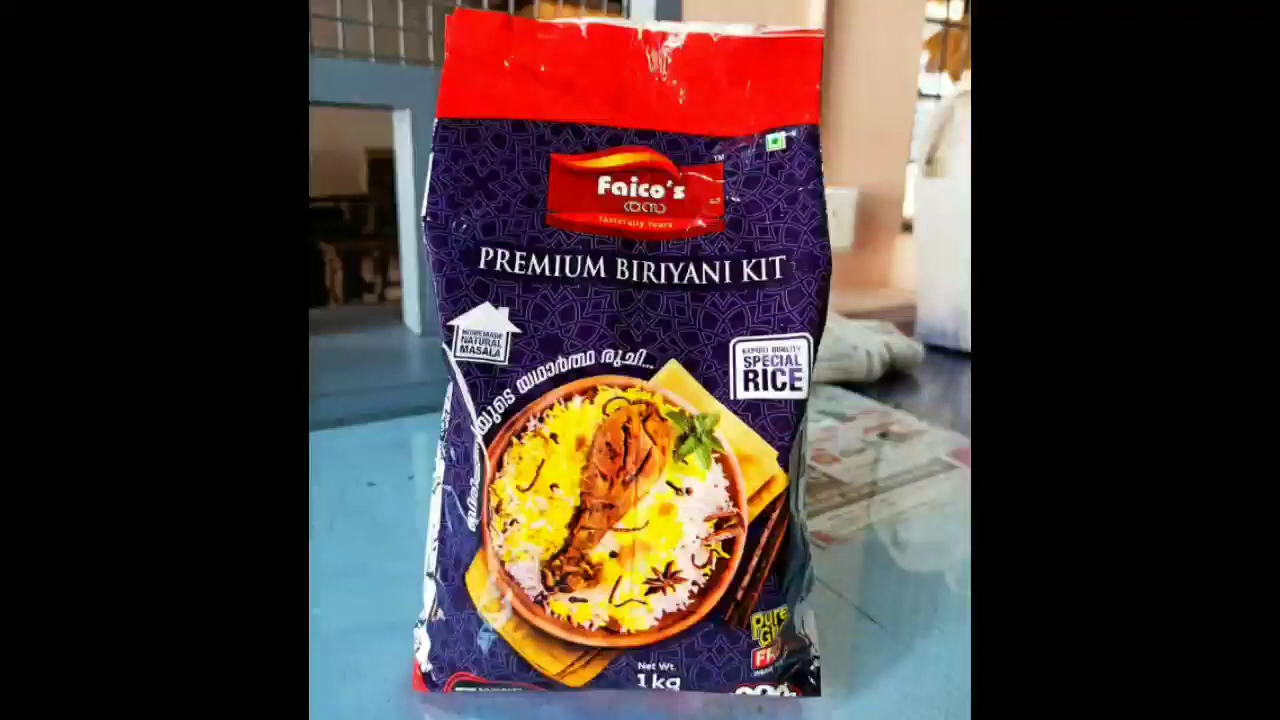 Faico's
TM
Tastefully Yours
PREMIUM BIRIYANI KIT
HOMEMADE
NATURAL
MASALA
യുടെ യഥാർത്ഥ രുചി...
EXPORT QUALITY
SPECIAL
RICE
Pure
Net Wt.
1kg